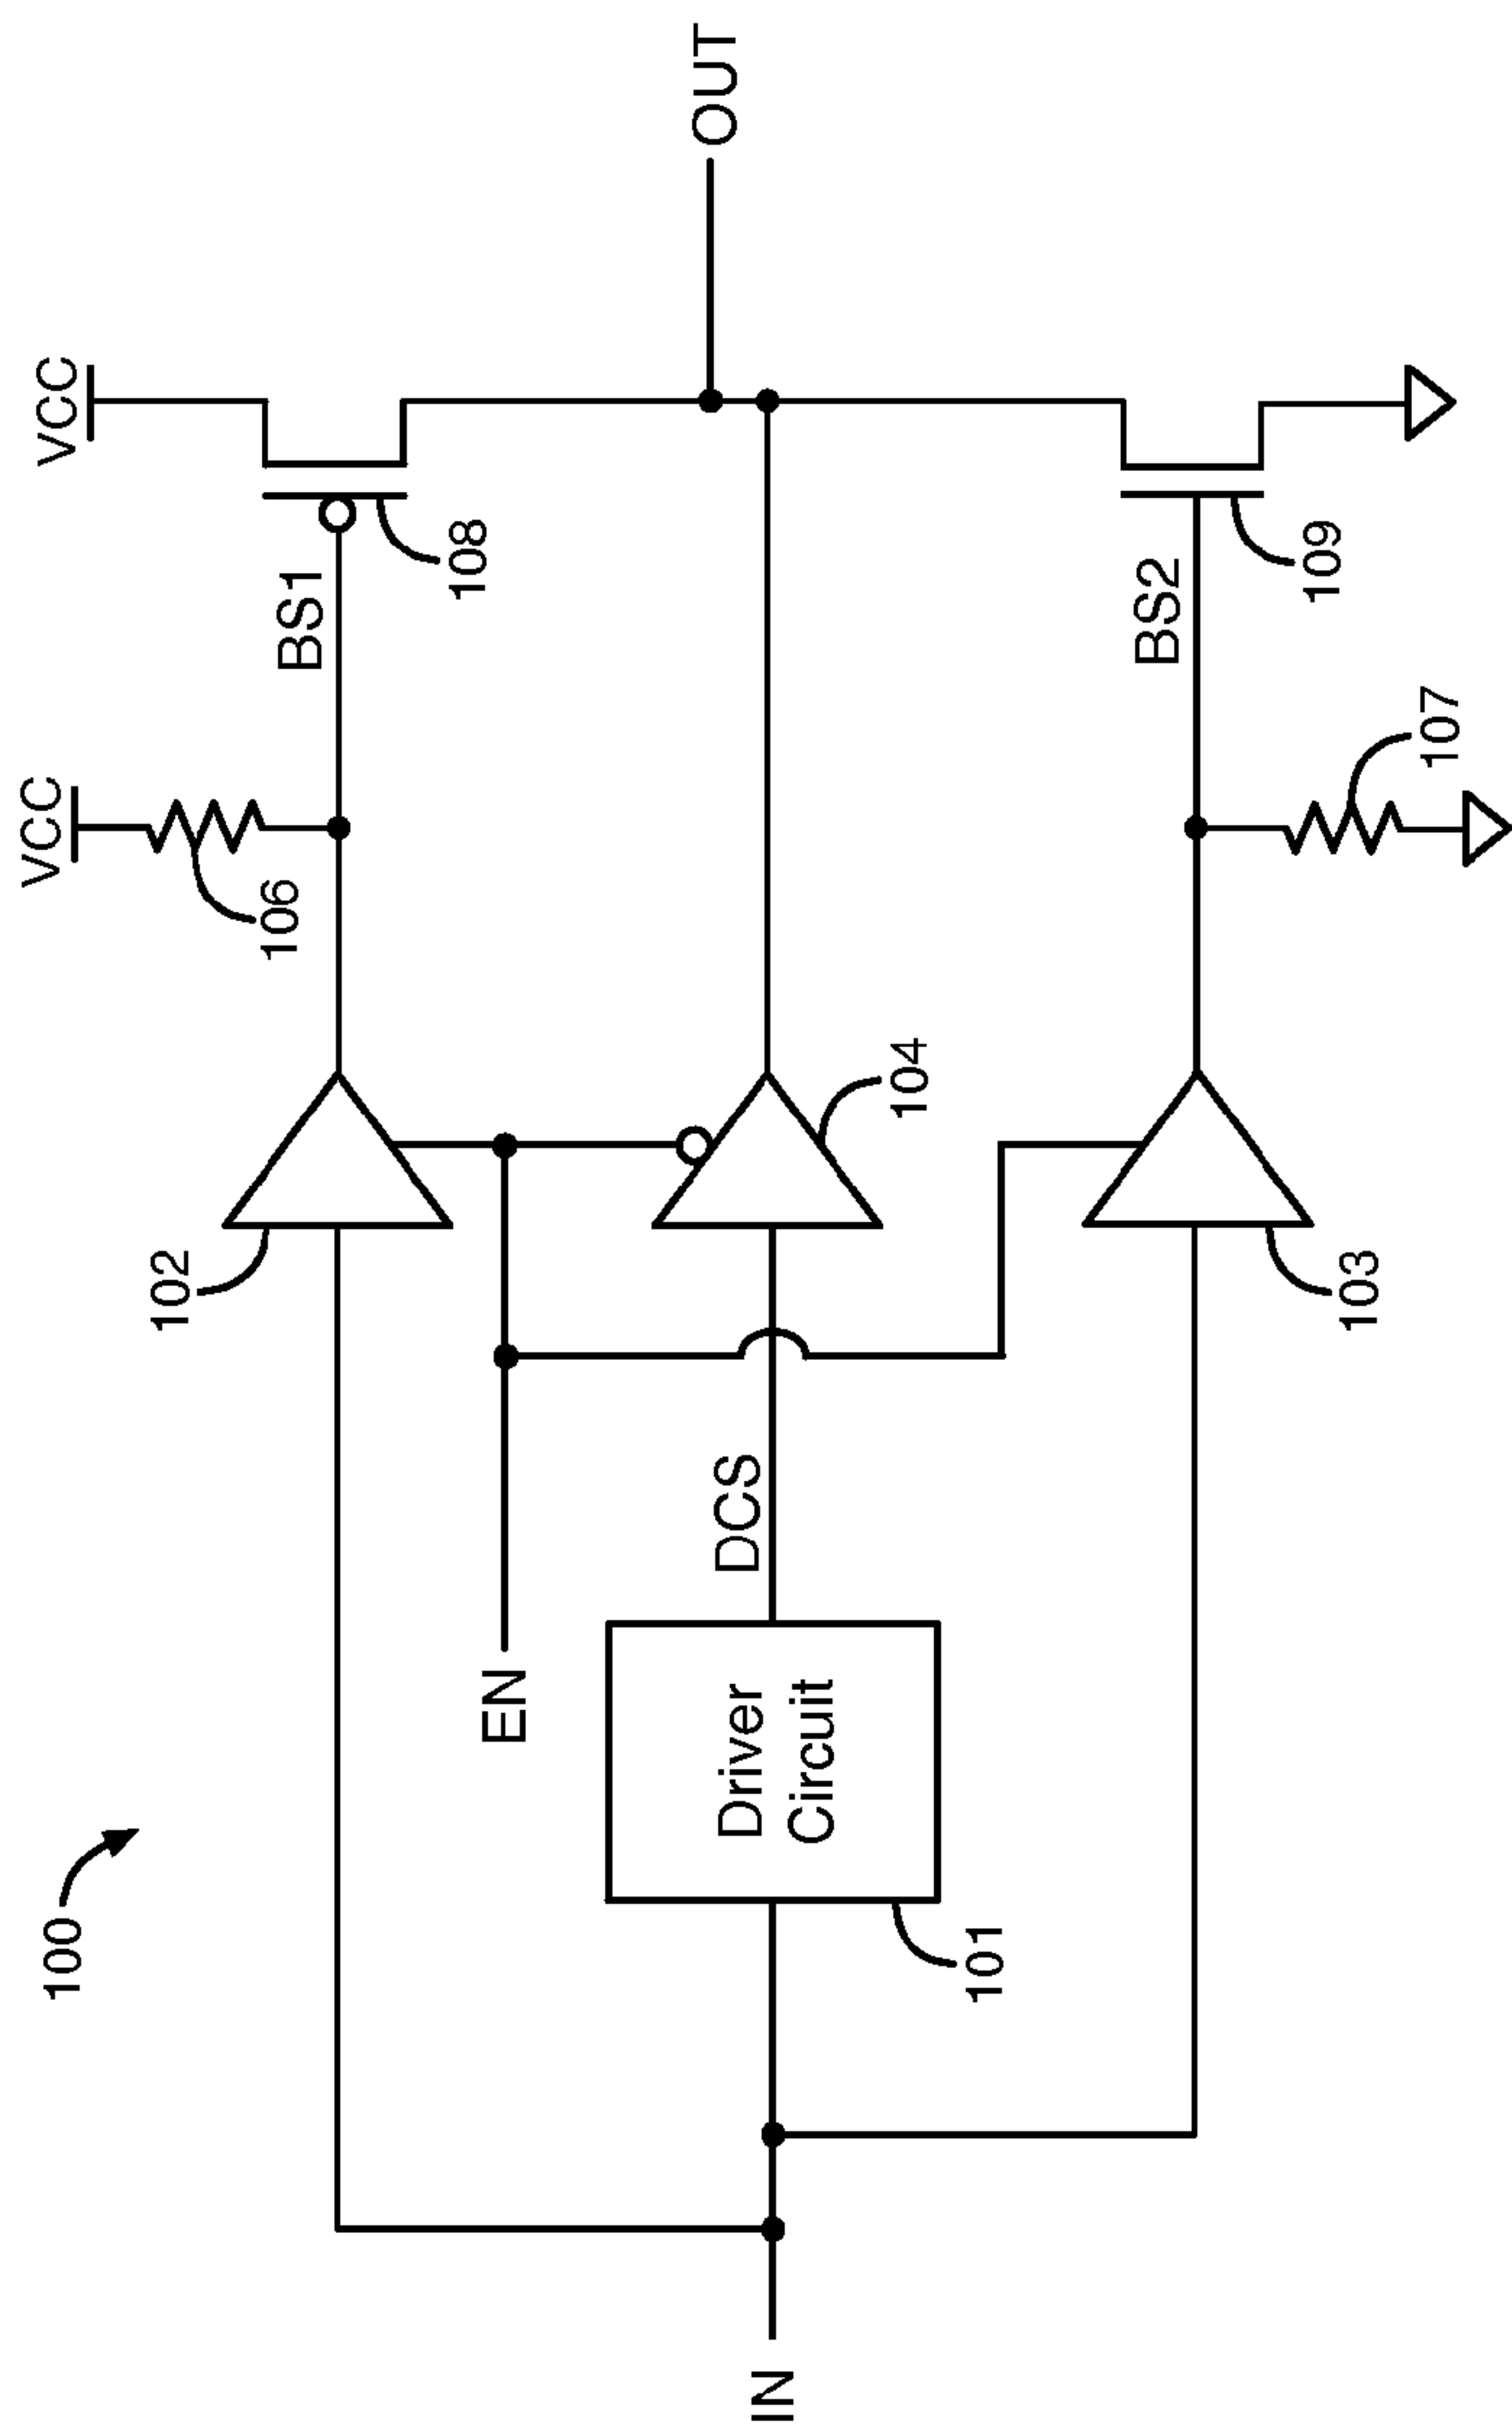 100
VCC
VCC
106
102
BS1
108
EN
OUT
Driver
Circuit
DCS
104
IN
101
BS2
109
107
103